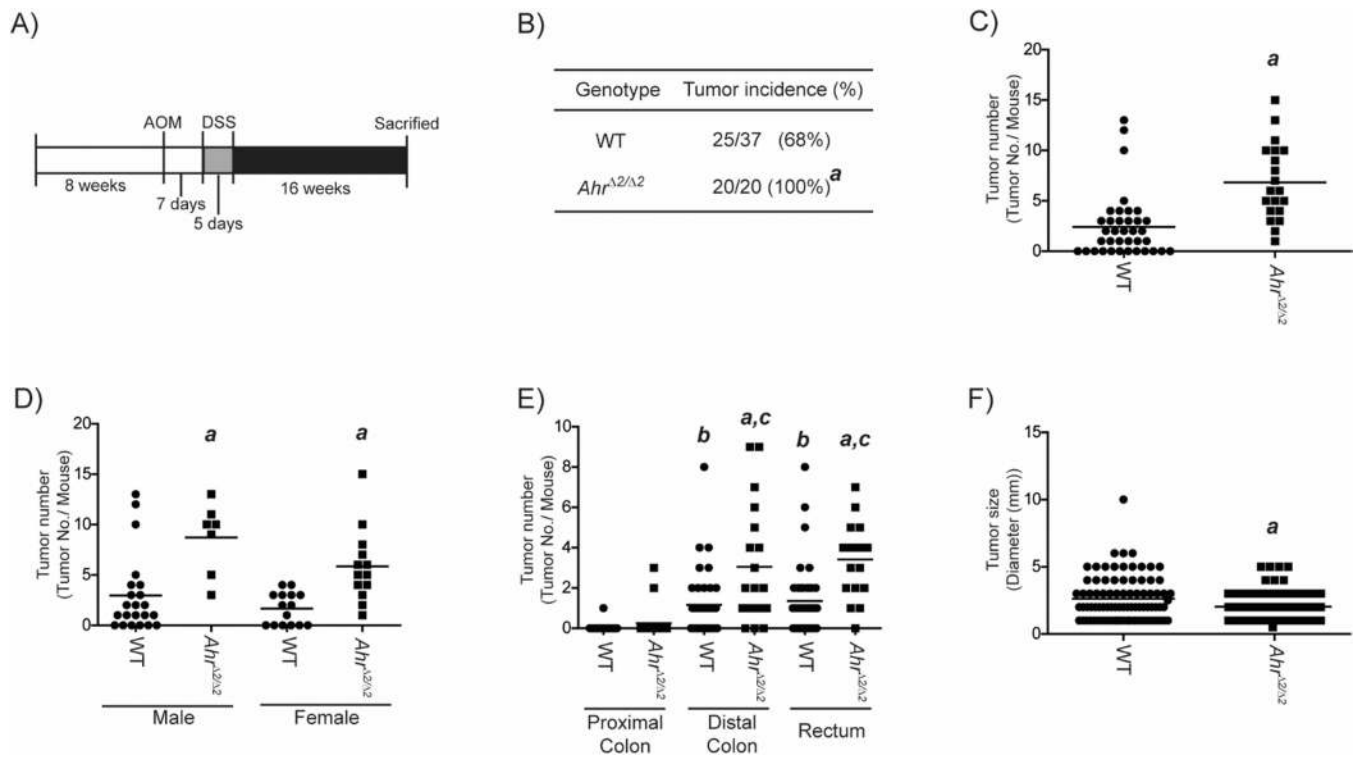 A)
AOM DSS Sacrified
8 weeks 16 weeks
7 days
5 days
B)
Genotype Tumor incidence (%)
WT 25/37 (68%)
AhrΔ2/Δ2 20/20 (100%)a
C)
Tumor number
(Tumor No./ Mouse)
20
15
10
5
0
a
WT AhrΔ2/Δ2
D)
Tumor number
(Tumor No./ Mouse)
20
15
10
5
0
a a
WT AhrΔ2/Δ2 WT AhrΔ2/Δ2
Male Female
E)
Tumor number
(Tumor No./ Mouse)
10
8
6
4
2
0
b a,c b a,c
WT AhrΔ2/Δ2 WT AhrΔ2/Δ2 WT AhrΔ2/Δ2
Proximal Distal Rectum
Colon Colon
F)
Tumor size
(Diameter (mm))
15
10
5
0
a
WT AhrΔ2/Δ2